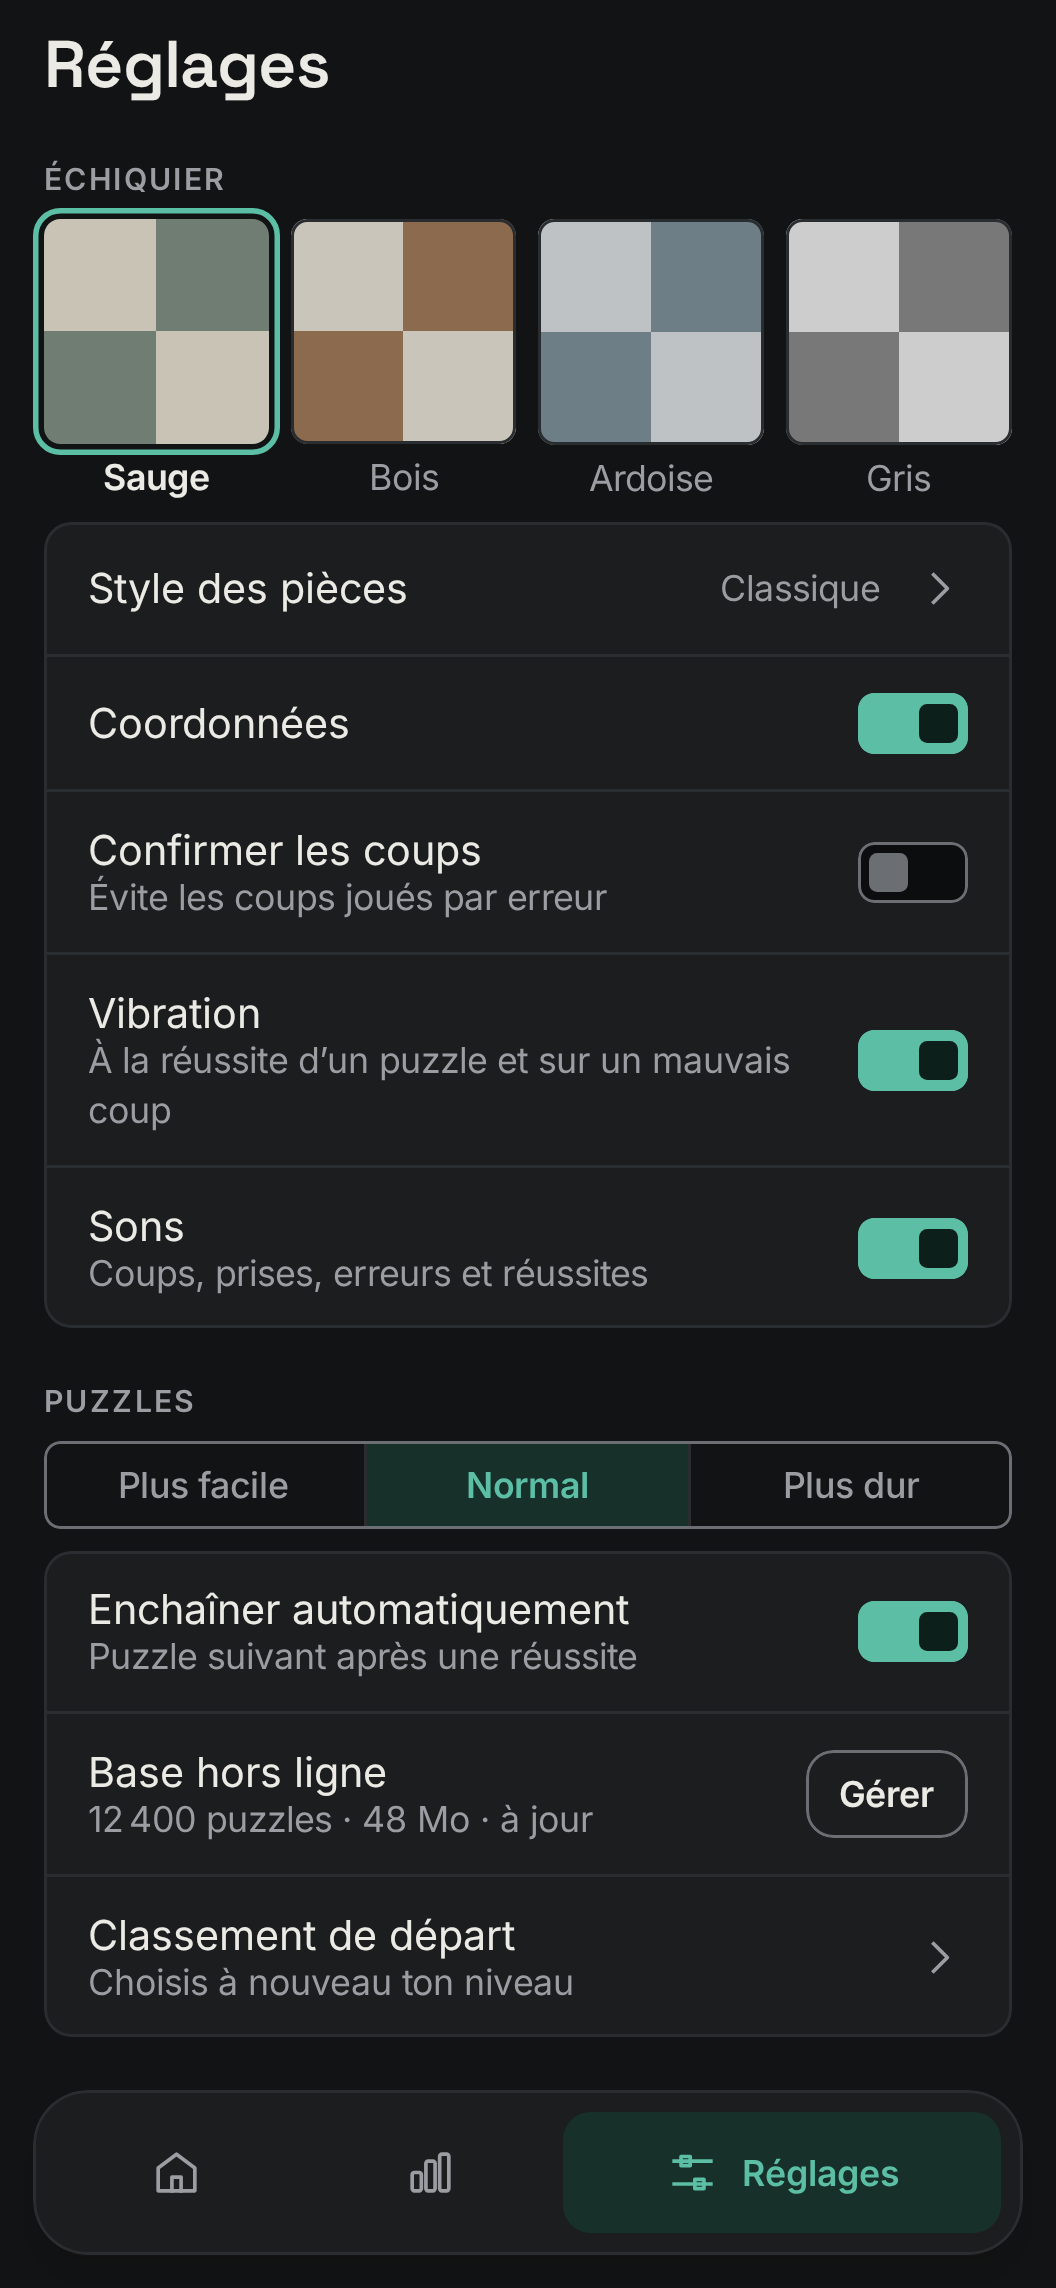 Réglages
ÉCHIQUIER
Sauge
Bois
Ardoise
Gris
Style des pièces
Classique
Coordonnées
Confirmer les coups
Évite les coups joués par erreur
Vibration
À la réussite d’un puzzle et sur un mauvais
coup
Sons
Coups, prises, erreurs et réussites
PUZZLES
Plus facile
Normal
Plus dur
Enchaîner automatiquement
Puzzle suivant après une réussite
Base hors ligne
12 400 puzzles · 48 Mo · à jour
Gérer
Classement de départ
Choisis à nouveau ton niveau
Réglages